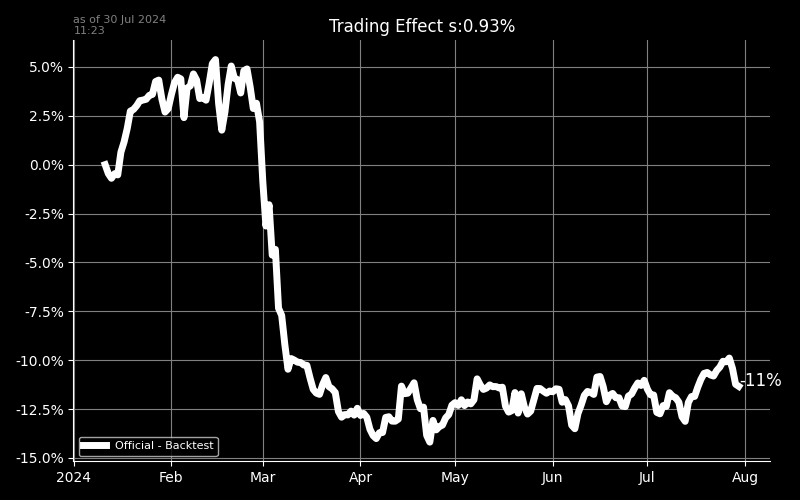 as of 30 Jul 2024
11:23
Trading Effect s:0.93%
5.0%
2.5%
0.0%
-2.5%
-5.0%
-7.5%
-10.0%
-12.5%
-15.0%
-11%
Official - Backtest
2024 Feb Mar Apr May Jun Jul Aug